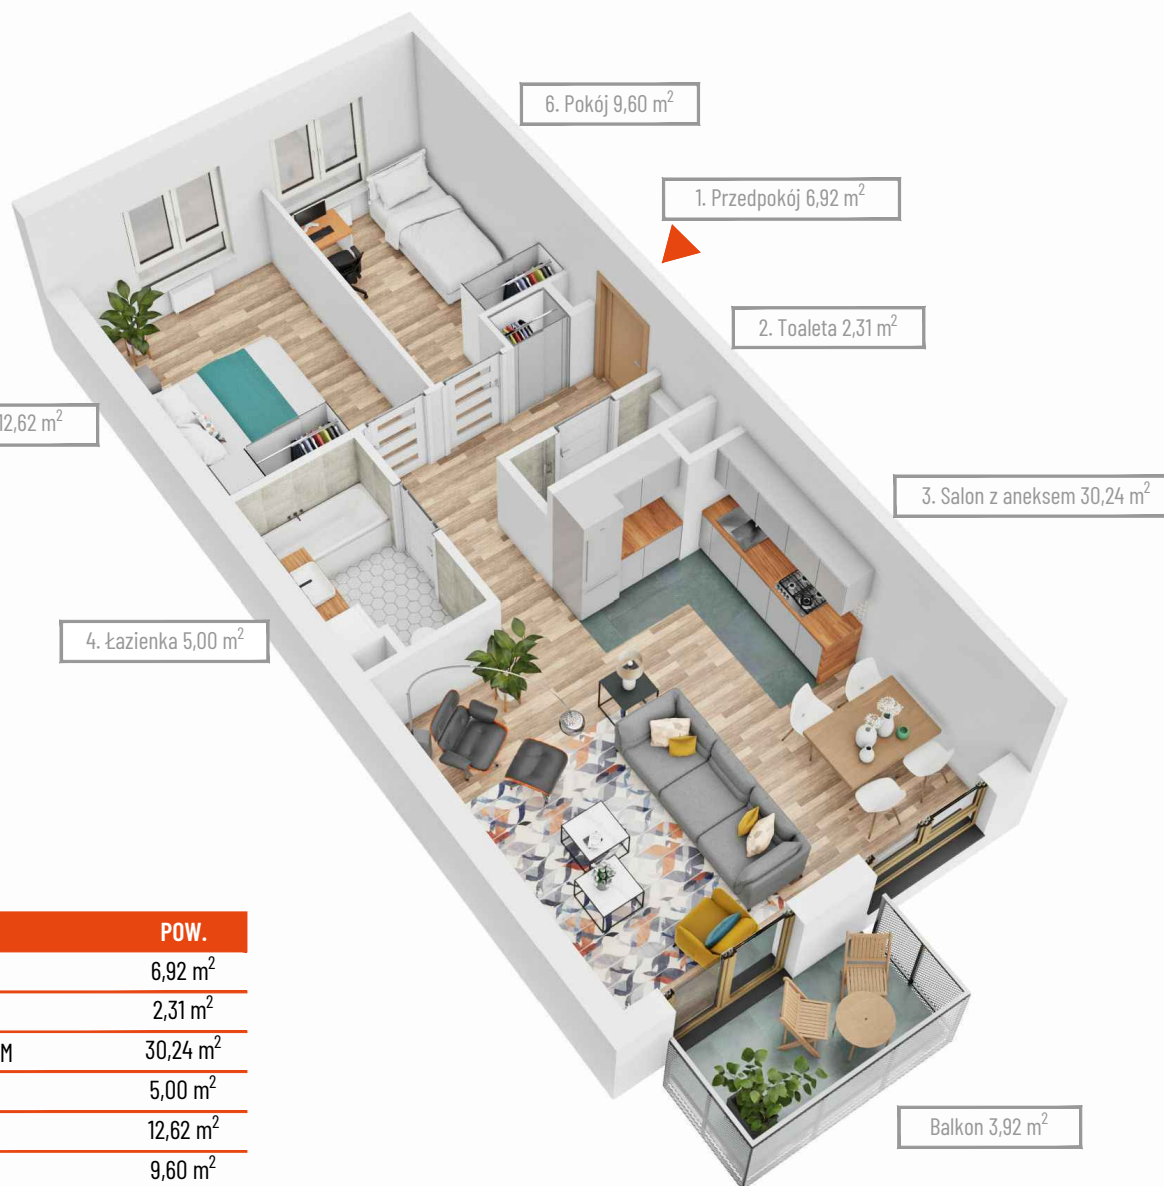 6. Pokój 9,60 m²
1. Przedpokój 6,92 m²
2. Toaleta 2,31 m²
12,62 m²
3. Salon z aneksem 30,24 m²
4. Łazienka 5,00 m²
POW.
6,92 m²
2,31 m²
M 30,24 m²
5,00 m²
12,62 m²
9,60 m²
Balkon 3,92 m²